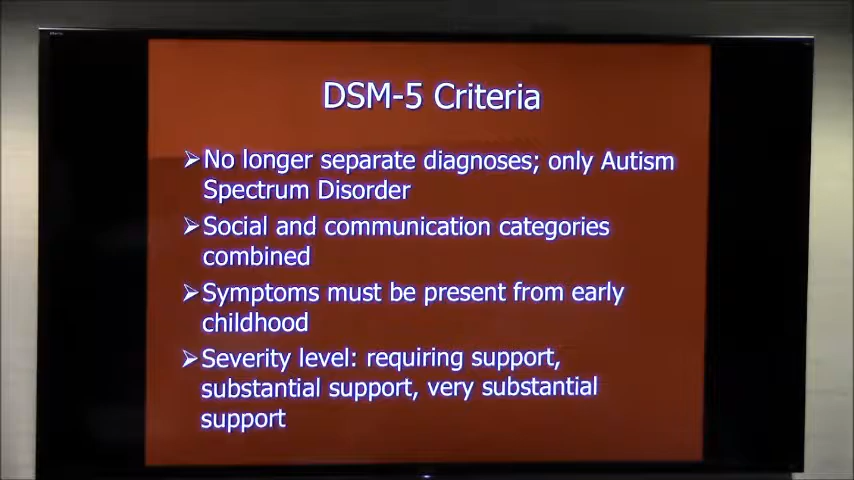 DSM-5 Criteria
➢No longer separate diagnoses; only Autism
Spectrum Disorder
➢Social and communication categories
combined
➢Symptoms must be present from early
childhood
➢Severity level: requiring support,
substantial support, very substantial
support